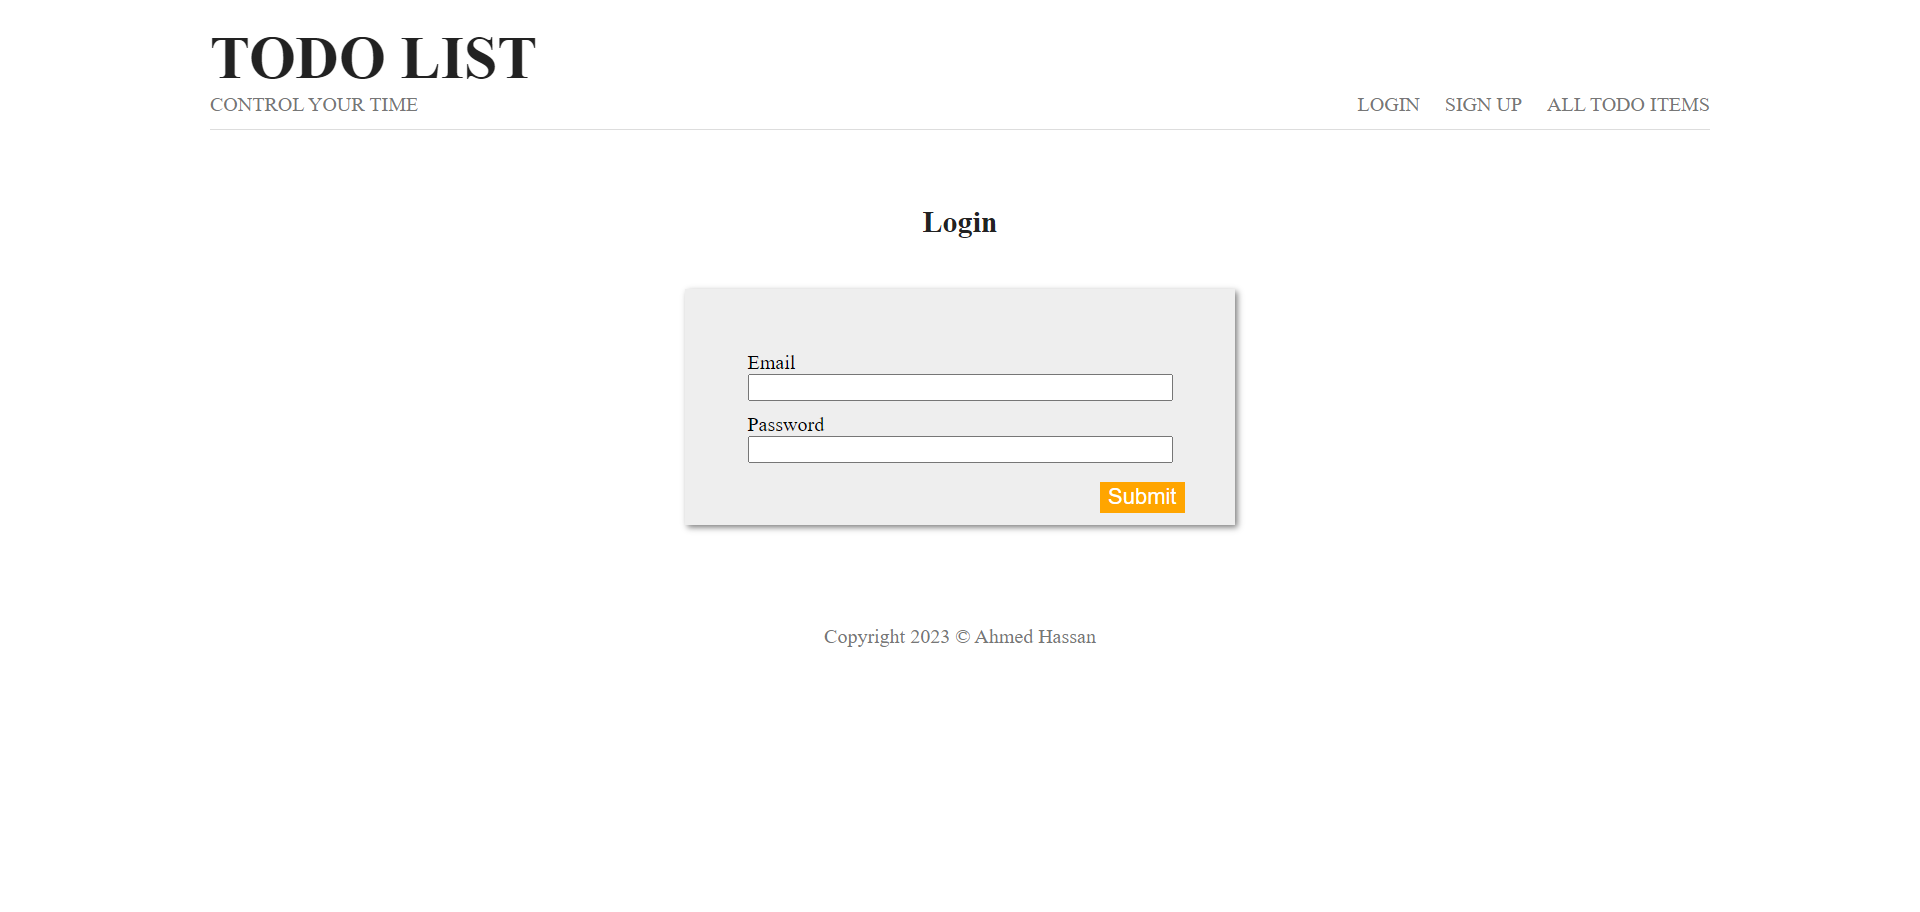 TODO LIST
CONTROL YOUR TIME
LOGIN SIGN UP ALL TODO ITEMS
Login
Email
Password
Submit
Copyright 2023 © Ahmed Hassan